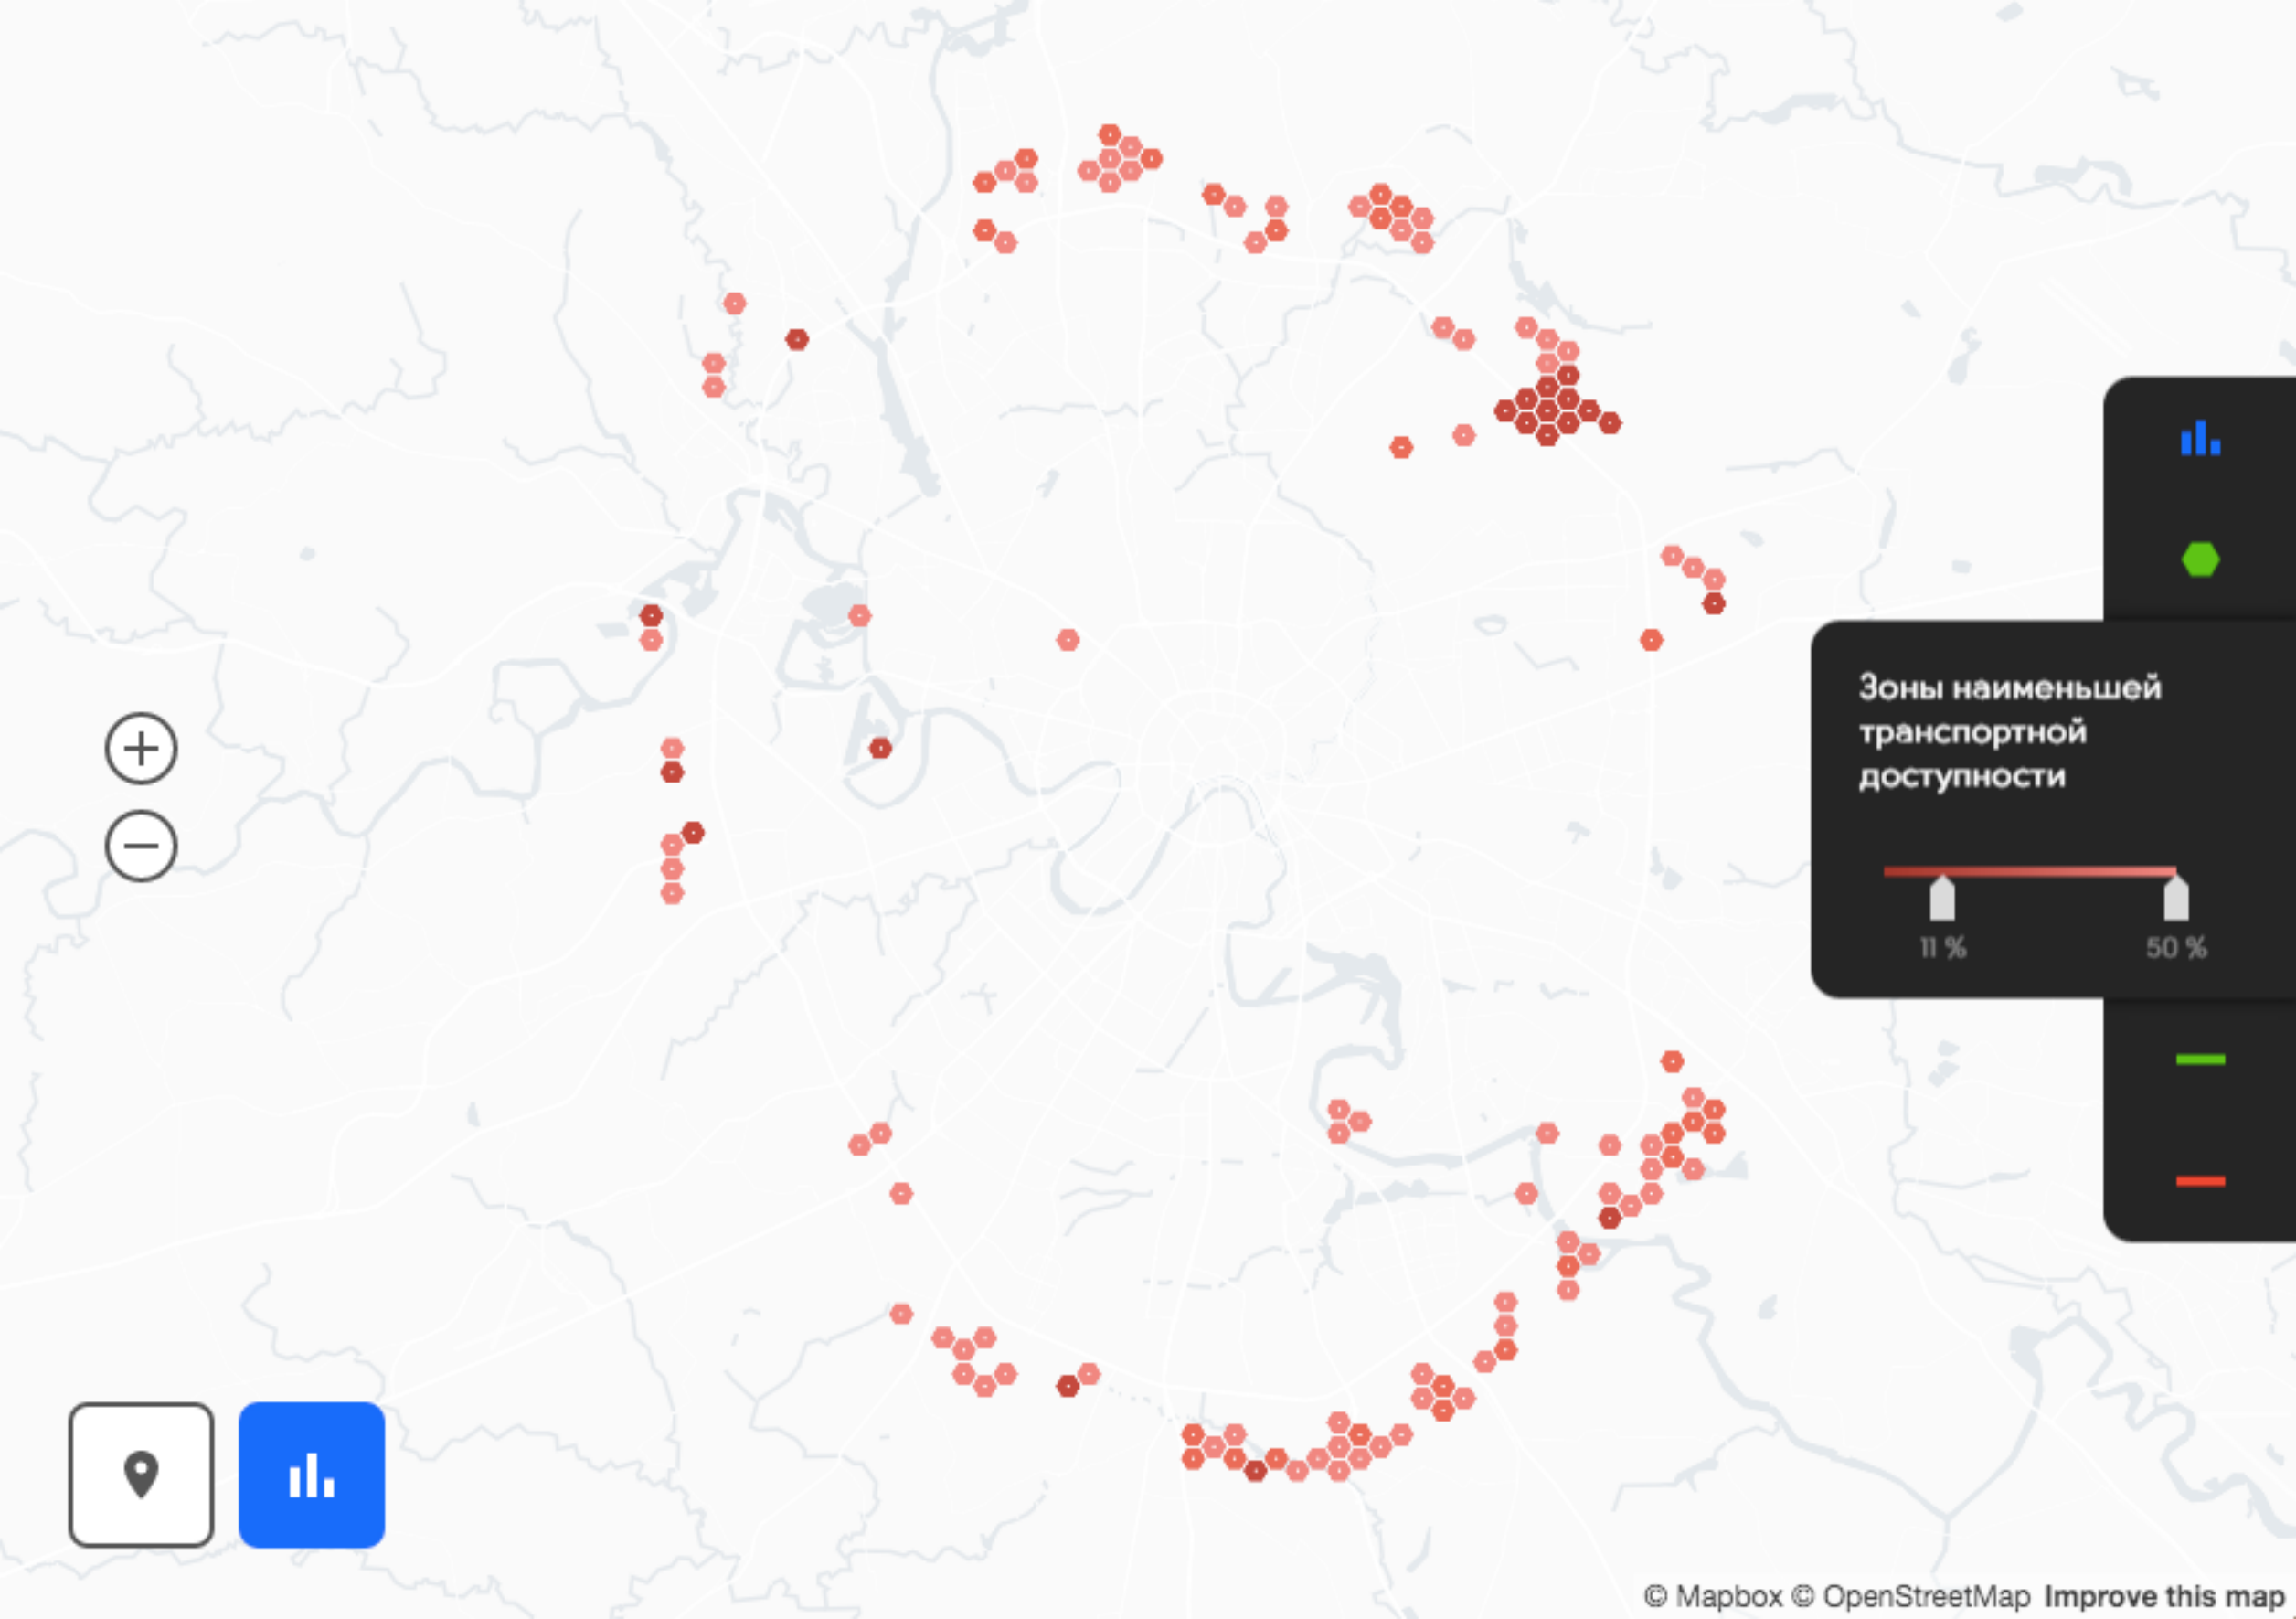 Зоны наименьшей
транспортной
доступности
11 %
50 %
© Mapbox © OpenStreetMap Improve this map